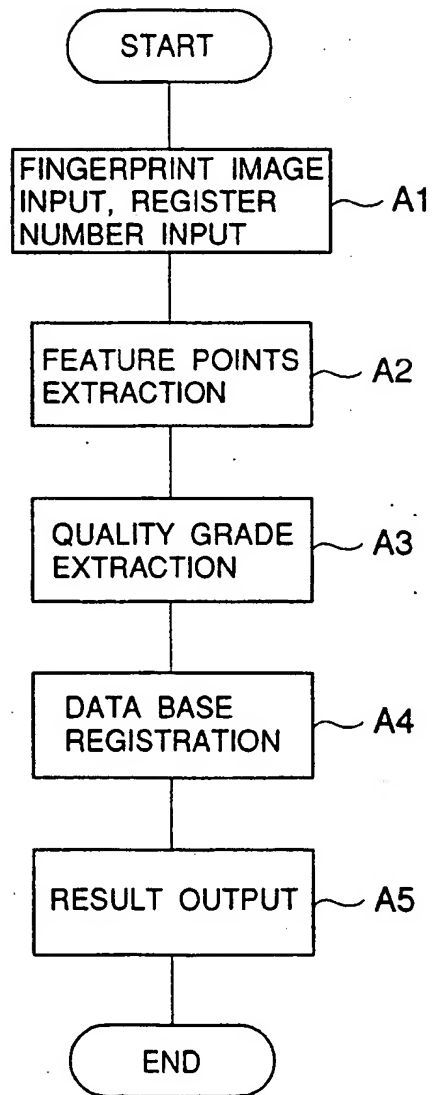 START
FINGERPRINT IMAGE
INPUT, REGISTER
NUMBER INPUT
A1
FEATURE POINTS
EXTRACTION
A2
QUALITY GRADE
EXTRACTION
A3
DATA BASE
REGISTRATION
A4
RESULT OUTPUT
A5
END